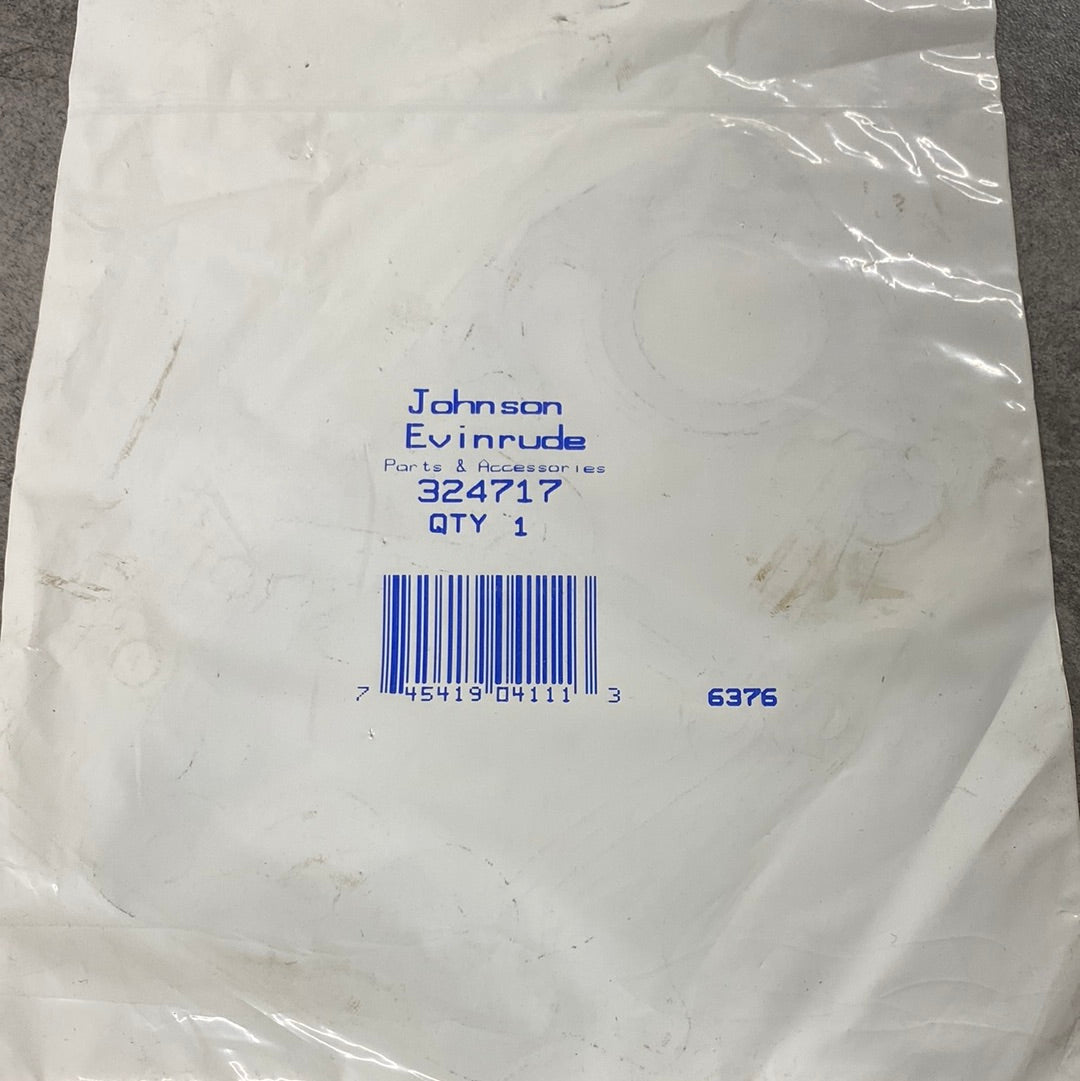 Johnson
Evinrude
Parts & Accessories
324717
QTY 1
7 45419 04111 3
6376